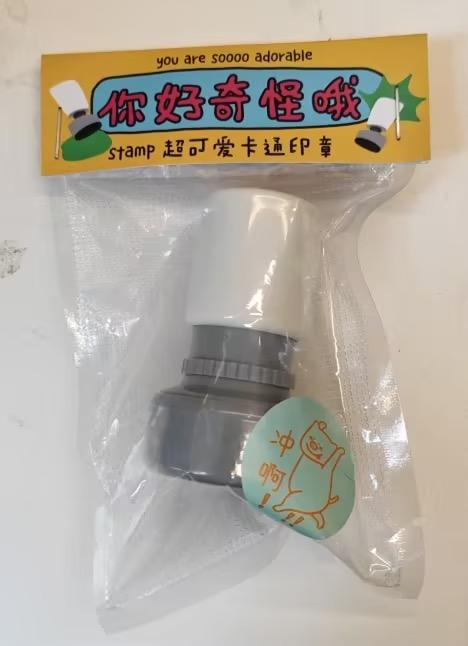 you are soooo adorable
你好奇怪哦
stamp 超可爱卡通印章
冲
啊
!!!